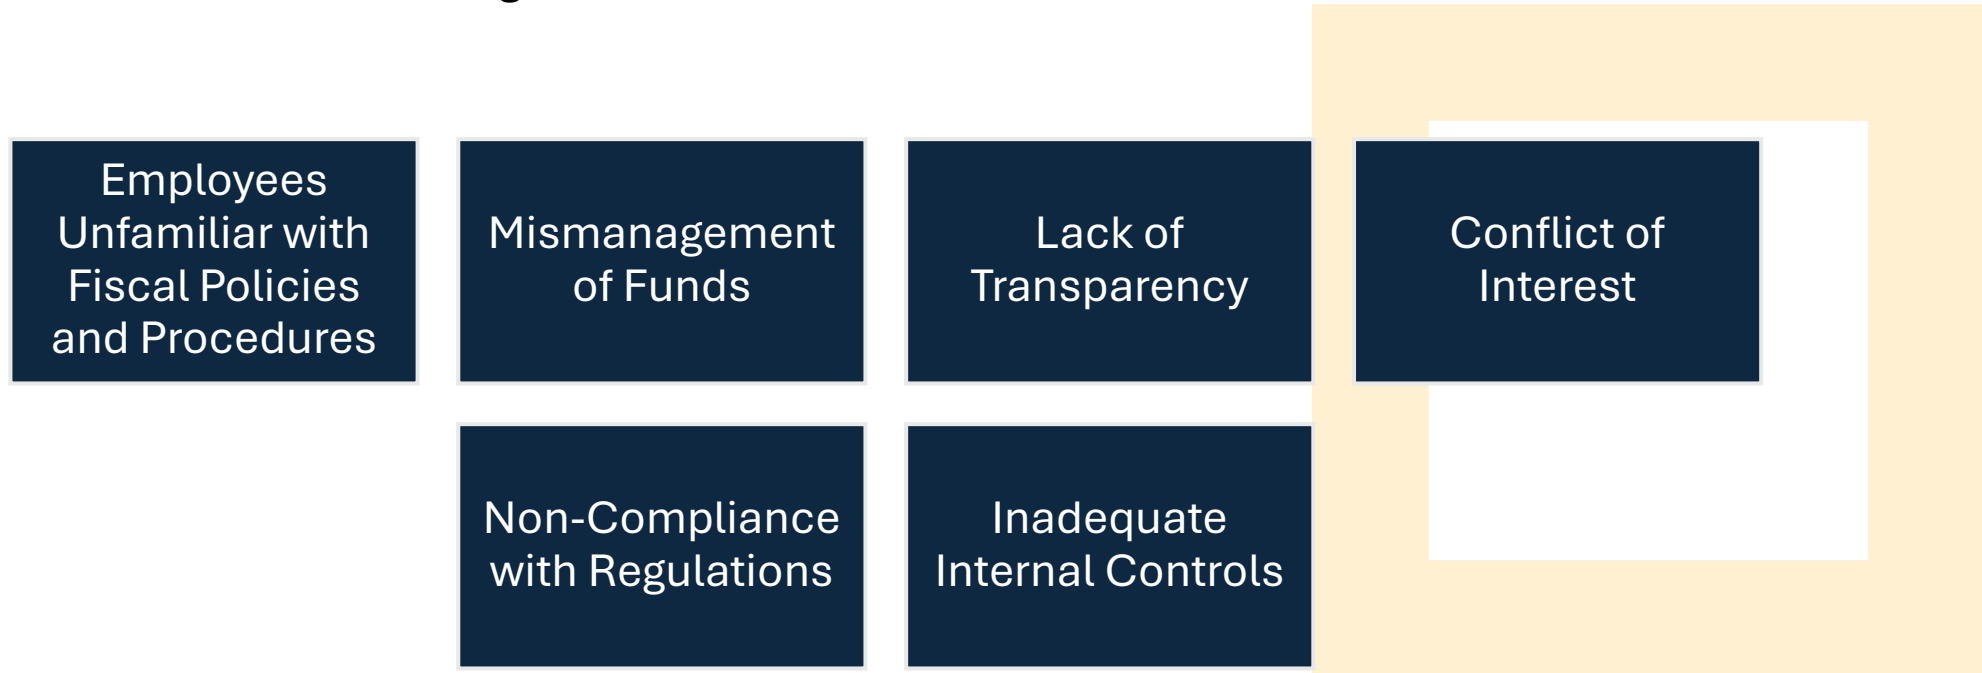 Employees
Unfamiliar with
Fiscal Policies
and Procedures
Mismanagement
of Funds
Lack of
Transparency
Conflict of
Interest
Non-Compliance
with Regulations
Inadequate
Internal Controls